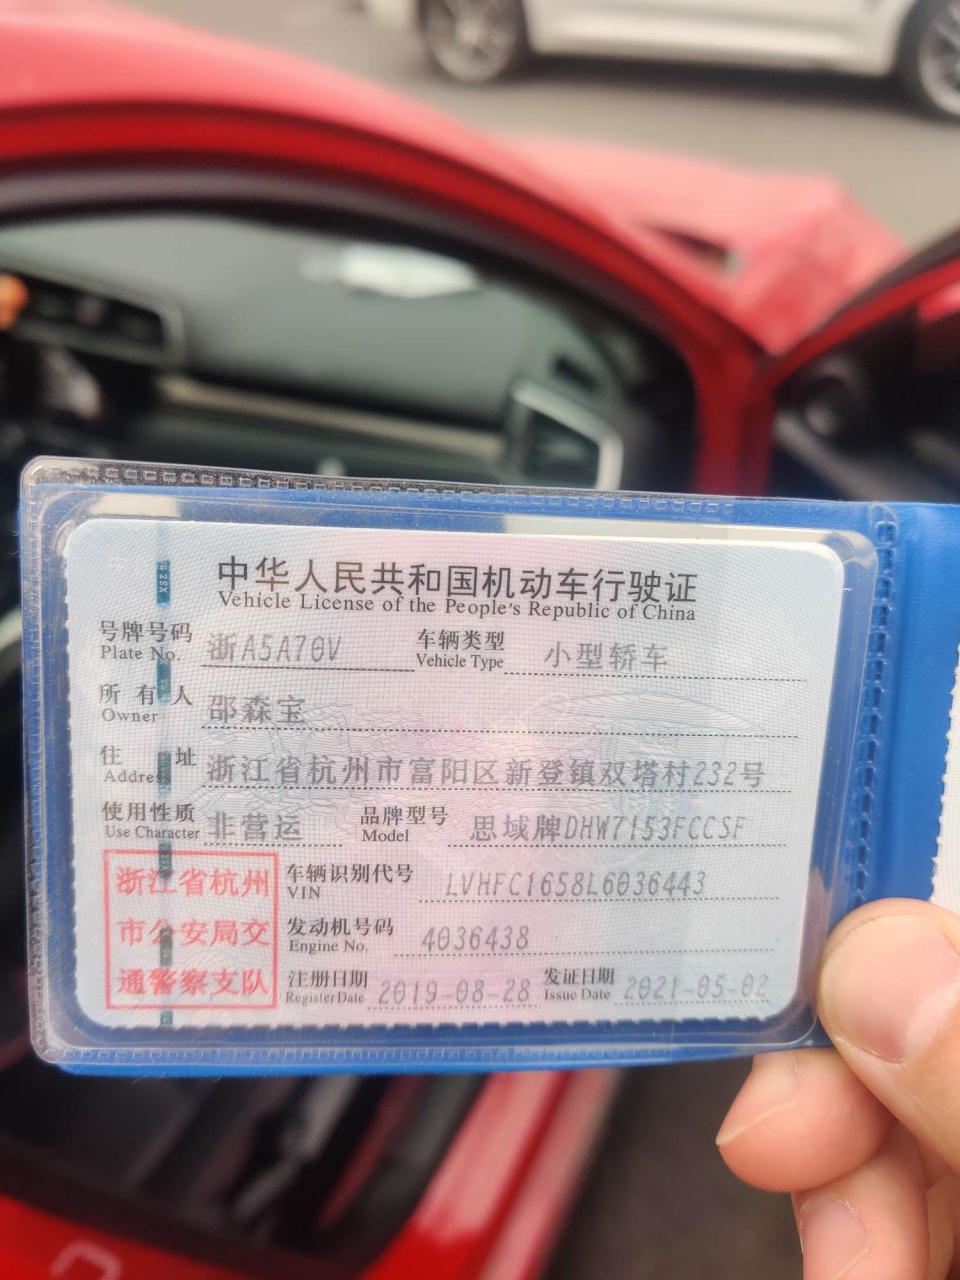 中华人民共和国机动车行驶证
Vehicle License of the People's Republic of China
号牌号码 浙A5A70V 车辆类型 小型轿车
Plate No. Vehicle Type
所有人 邵森宝
Owner
住址 浙江省杭州市富阳区新登镇双塔村232号
Address
使用性质 非营运 品牌型号 思域牌DHW7153FCCSF
Use Character Model
浙江省杭州
市公安局交
通警察支队
车辆识别代号 LVHFC1658L6036443
VIN
发动机号码 4036438
Engine No.
注册日期 2019-08-28 发证日期 2021-05-02
Register Date Issue Date